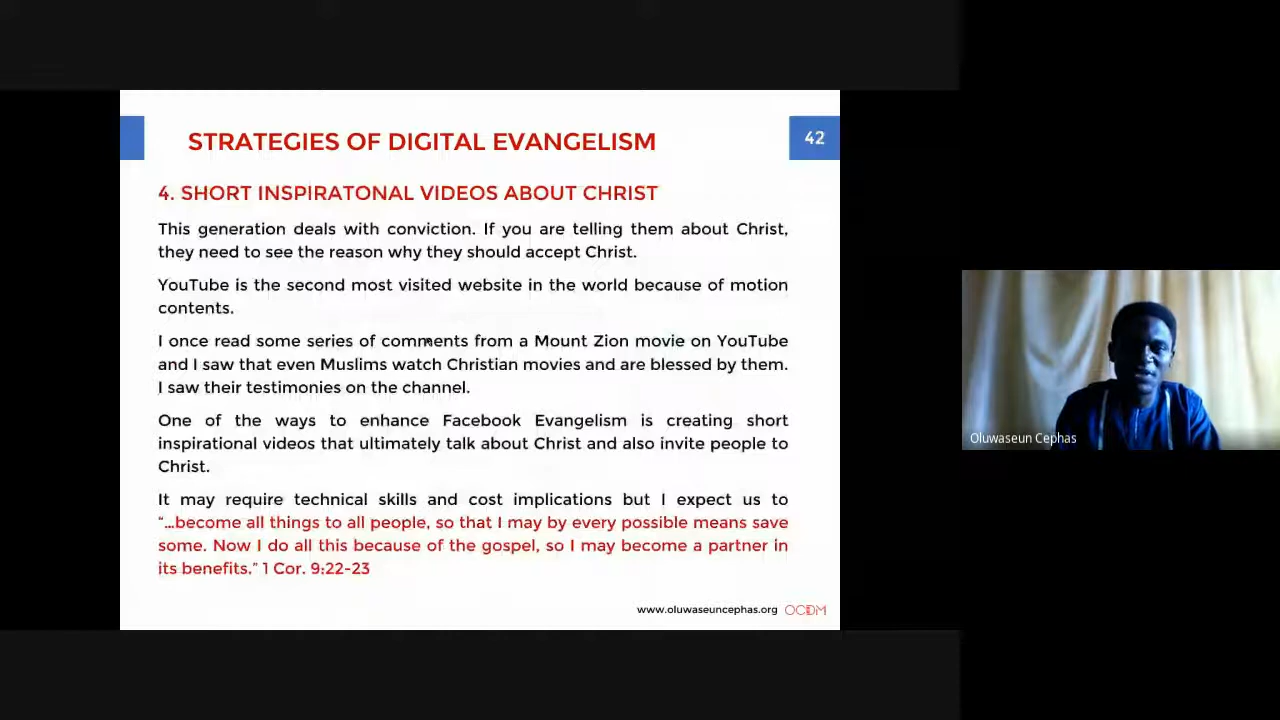 STRATEGIES OF DIGITAL EVANGELISM
42
4. SHORT INSPIRATONAL VIDEOS ABOUT CHRIST
This generation deals with conviction. If you are telling them about Christ,
they need to see the reason why they should accept Christ.
YouTube is the second most visited website in the world because of motion
contents.
I once read some series of comments from a Mount Zion movie on YouTube
and I saw that even Muslims watch Christian movies and are blessed by them.
I saw their testimonies on the channel.
One of the ways to enhance Facebook Evangelism is creating short
inspirational videos that ultimately talk about Christ and also invite people to
Christ.
It may require technical skills and cost implications but I expect us to
"…become all things to all people, so that I may by every possible means save
some. Now I do all this because of the gospel, so I may become a partner in
its benefits." 1 Cor. 9:22-23
www.oluwaseuncephas.org OCDM
Oluwaseun Cephas